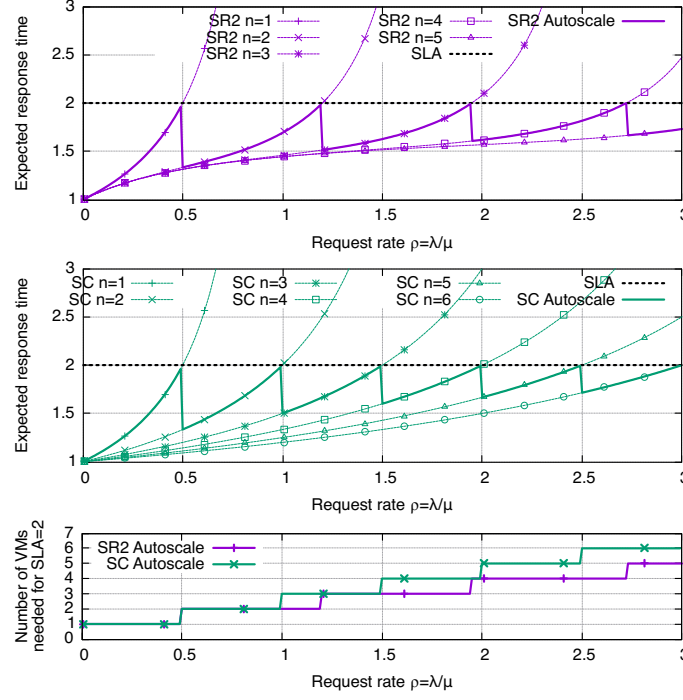 3
SR2 n=1 SR2 n=4 SR2 Autoscale
SR2 n=2 SR2 n=5 SLA
SR2 n=3
2.5
2
1.5
1
Expected response time
0 0.5 1 1.5 2 2.5 3
Request rate ρ=λ/μ
3
SC n=1 SC n=3 SC n=5 SLA
SC n=2 SC n=4 SC n=6 SC Autoscale
2.5
2
1.5
1
Expected response time
0 0.5 1 1.5 2 2.5 3
Request rate ρ=λ/μ
7
6
5
4
3
2
1
0
SR2 Autoscale
SC Autoscale
Number of VMs
needed for SLA=2
0 0.5 1 1.5 2 2.5 3
Request rate ρ=λ/μ